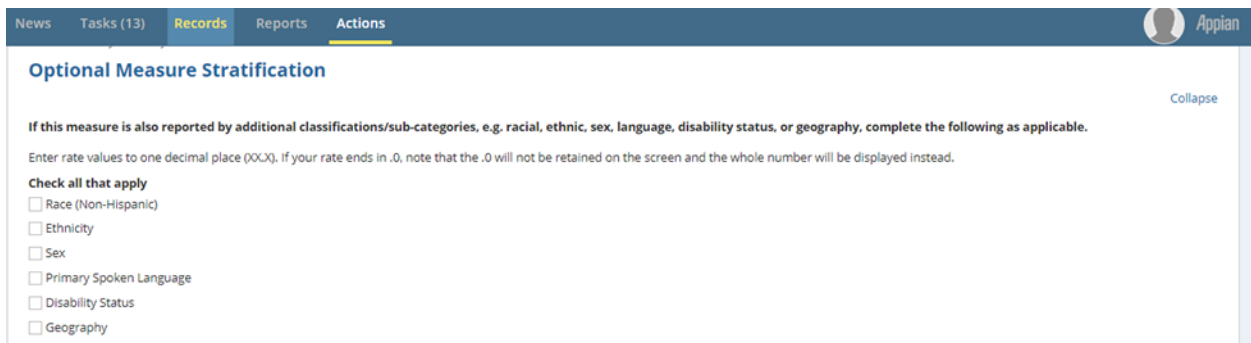 News Tasks (13) Records Reports Actions Appian
Optional Measure Stratification
Collapse
If this measure is also reported by additional classifications/sub-categories, e.g. racial, ethnic, sex, language, disability status, or geography, complete the following as applicable.
Enter rate values to one decimal place (XX.X). If your rate ends in .0, note that the .0 will not be retained on the screen and the whole number will be displayed instead.
Check all that apply
Race (Non-Hispanic)
Ethnicity
Sex
Primary Spoken Language
Disability Status
Geography